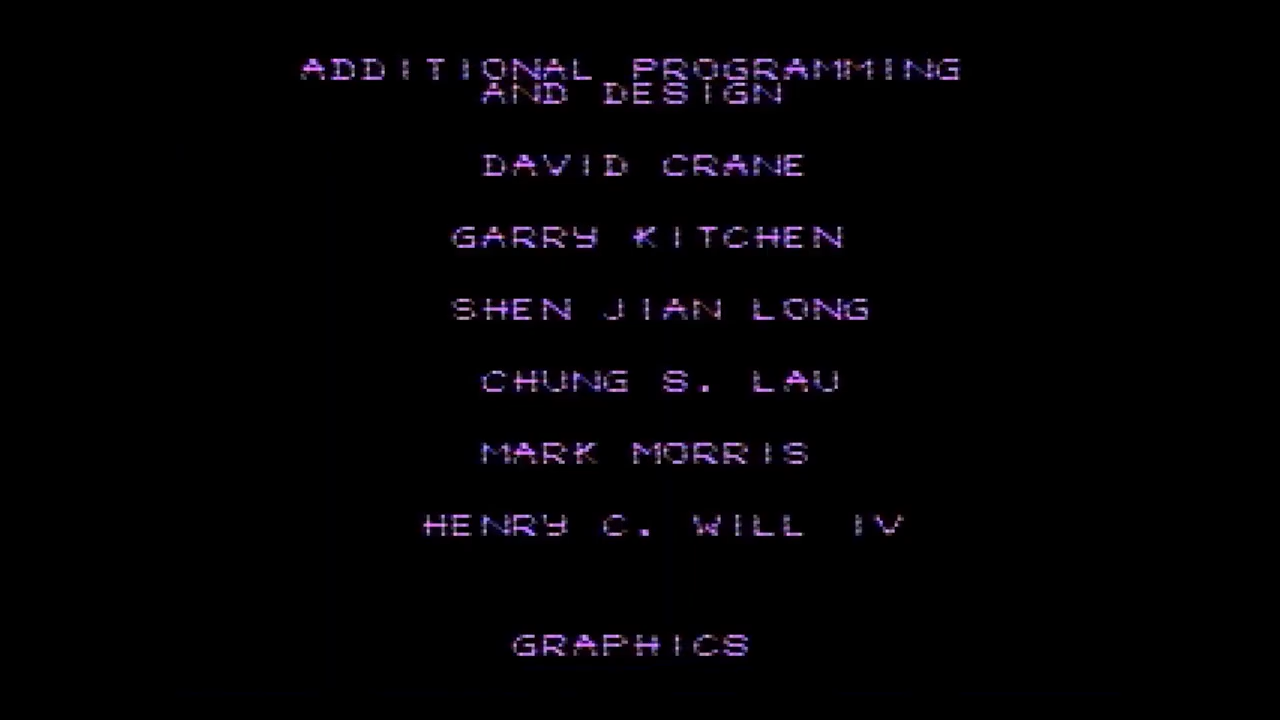 ADDITIONAL PROGRAMMING
AND DESIGN
DAVID CRANE
GARRY KITCHEN
SHEN JIAN LONG
CHUNG S. LAU
MARK MORRIS
HENRY C. WILL IV
GRAPHICS